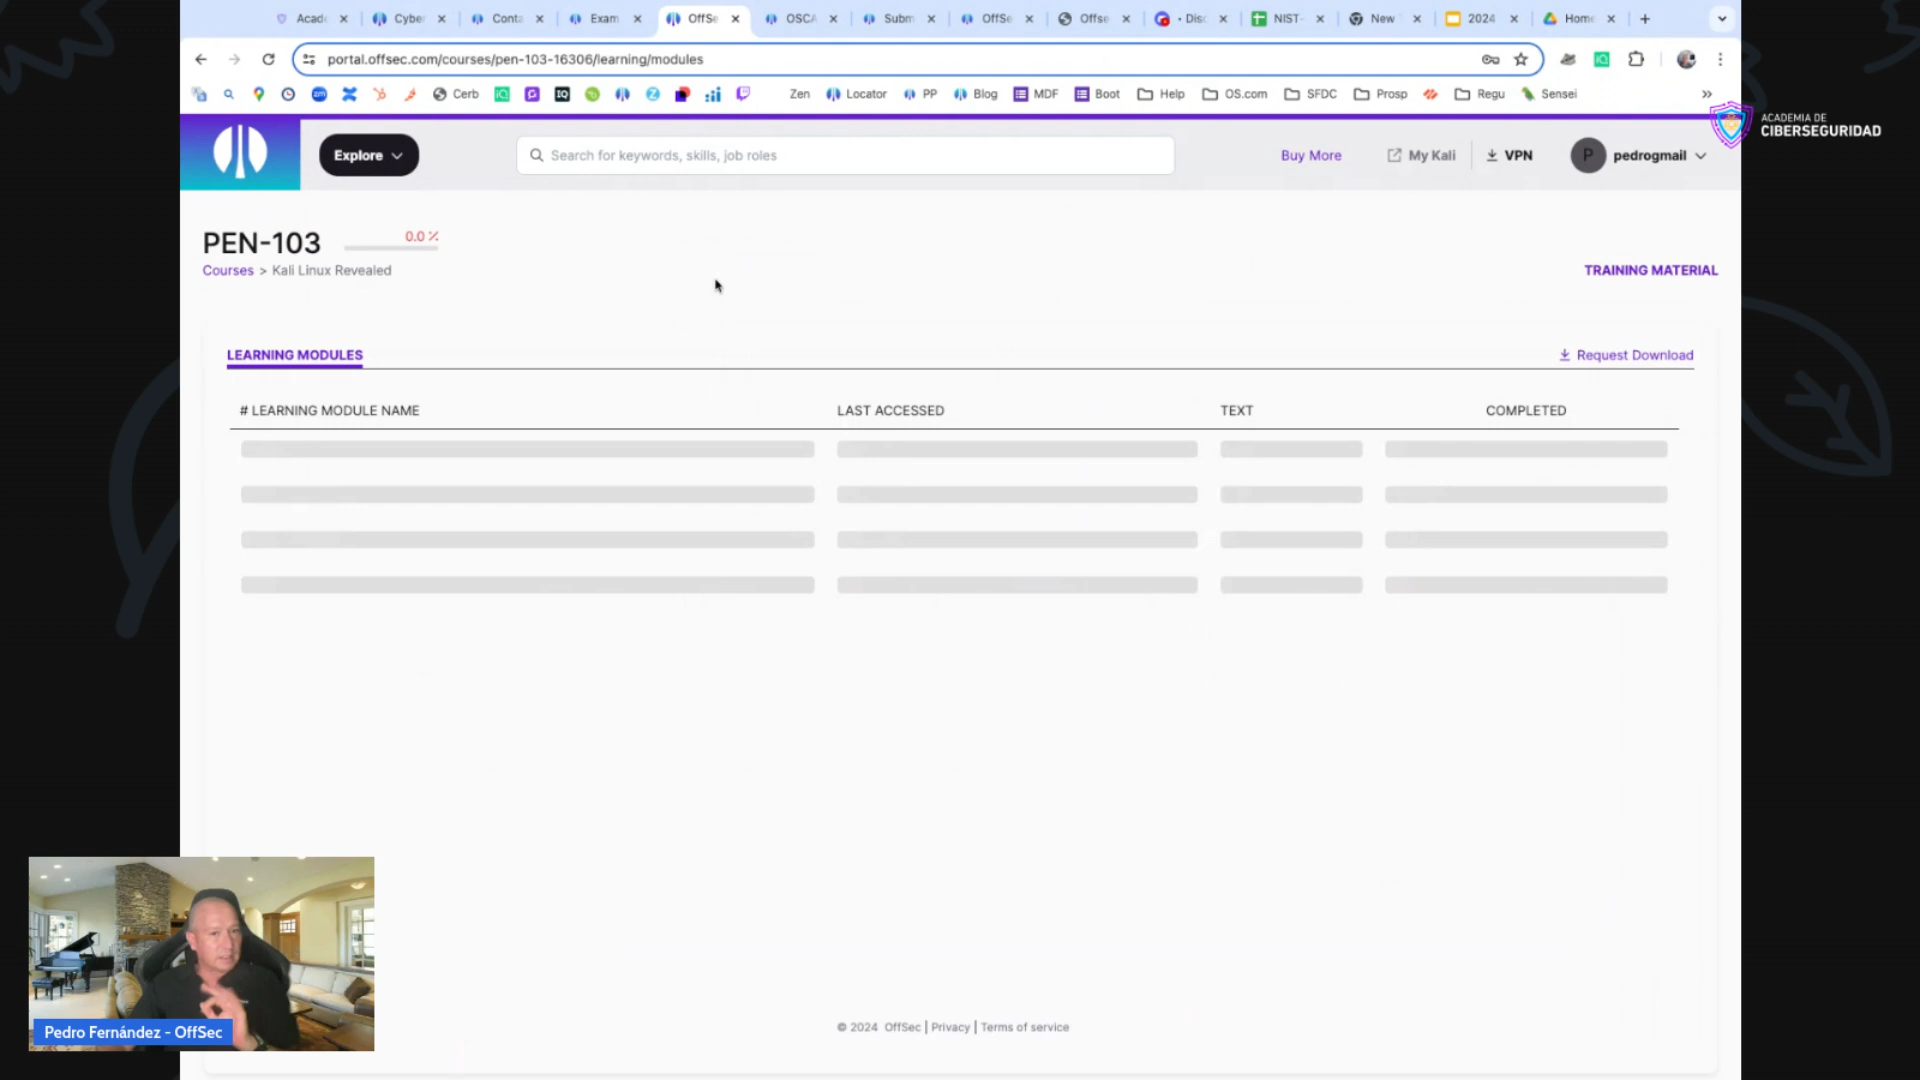 Acade
Cyber
Conta
Exam
OffSe
OSCA
Subm
OffSe
Offse
• Disc
NIST-
New
2024
Home
portal.offsec.com/courses/pen-103-16306/learning/modules
Cerb
Zen
Locator
PP
Blog
MDF
Boot
Help
OS.com
SFDC
Prosp
Regu
Sensei
ACADEMIA DE
CIBERSEGURIDAD
Explore
Search for keywords, skills, job roles
Buy More
My Kali
VPN
P
pedrogmail
PEN-103
0.0 %
Courses > Kali Linux Revealed
TRAINING MATERIAL
LEARNING MODULES
Request Download
# LEARNING MODULE NAME
LAST ACCESSED
TEXT
COMPLETED
© 2024 OffSec | Privacy | Terms of service
Pedro Fernández - OffSec